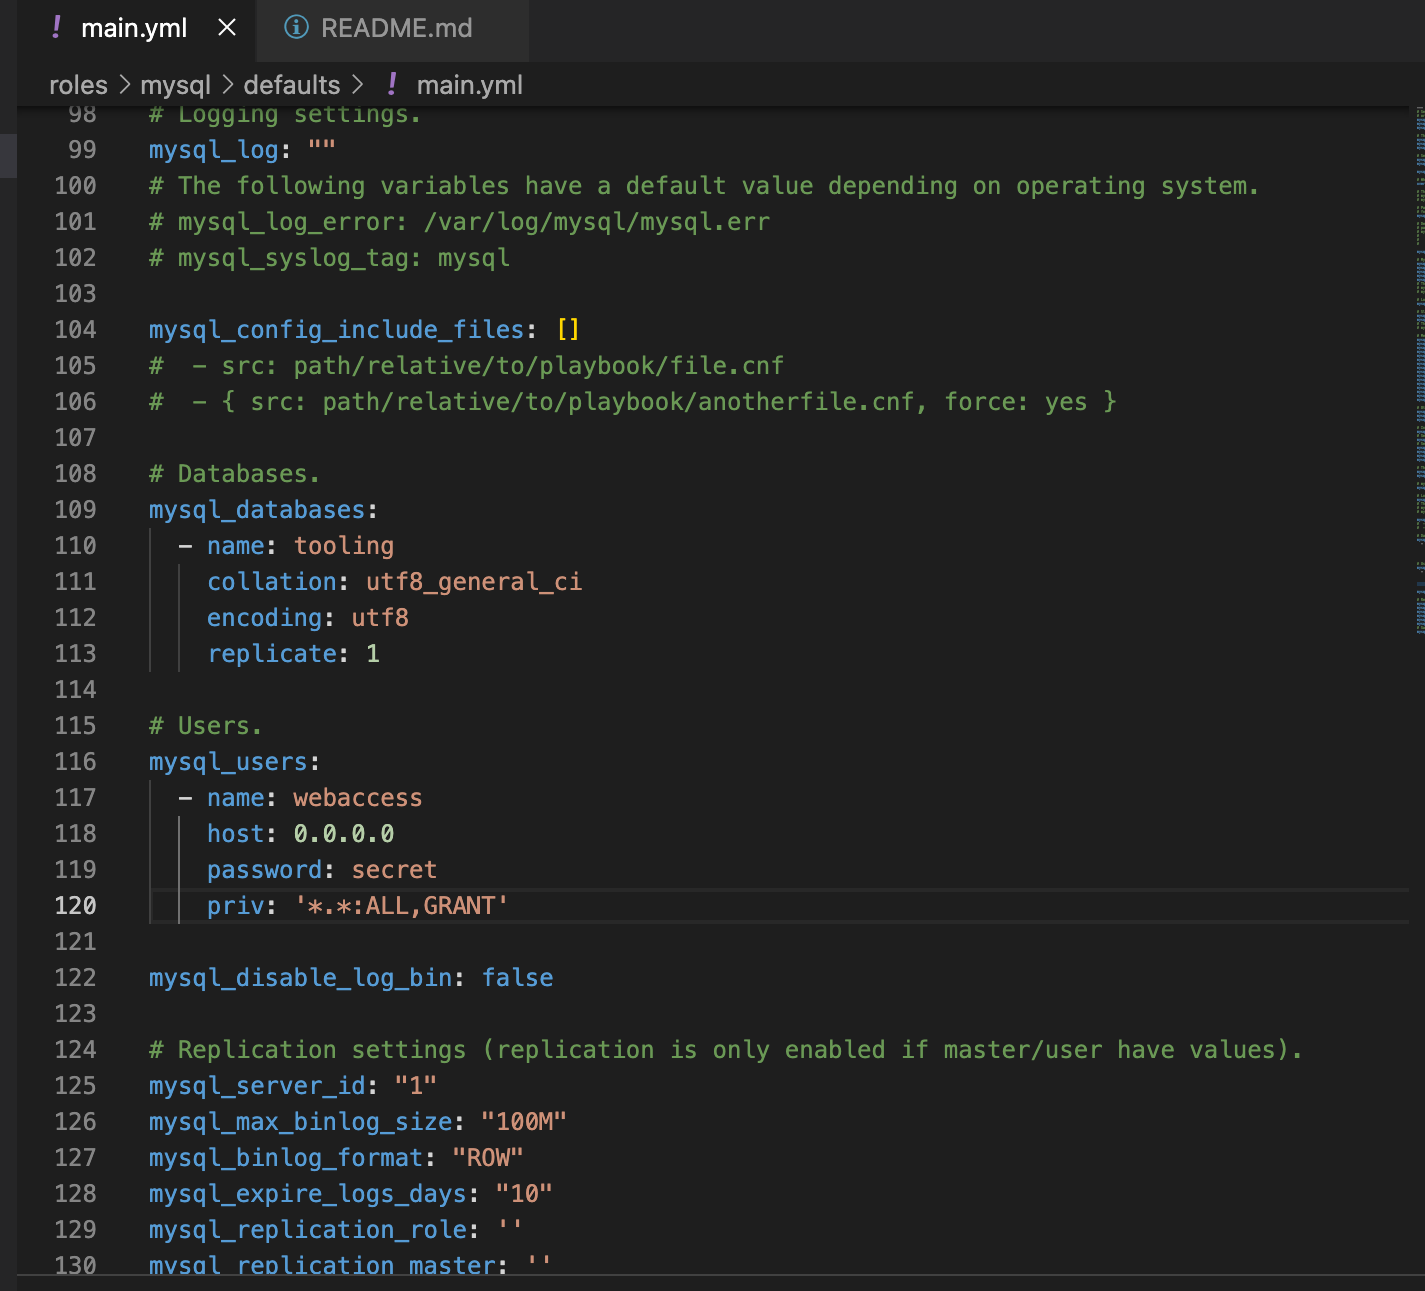 ! main.yml ×
ⓘ README.md
roles > mysql > defaults > ! main.yml
98 # Logging settings.
99 mysql_log: ""
100 # The following variables have a default value depending on operating system.
101 # mysql_log_error: /var/log/mysql/mysql.err
102 # mysql_syslog_tag: mysql
103
104 mysql_config_include_files: []
105 #  - src: path/relative/to/playbook/file.cnf
106 #  - { src: path/relative/to/playbook/anotherfile.cnf, force: yes }
107
108 # Databases.
109 mysql_databases:
110   - name: tooling
111     collation: utf8_general_ci
112     encoding: utf8
113     replicate: 1
114
115 # Users.
116 mysql_users:
117   - name: webaccess
118     host: 0.0.0.0
119     password: secret
120     priv: '*.*:ALL,GRANT'
121
122 mysql_disable_log_bin: false
123
124 # Replication settings (replication is only enabled if master/user have values).
125 mysql_server_id: "1"
126 mysql_max_binlog_size: "100M"
127 mysql_binlog_format: "ROW"
128 mysql_expire_logs_days: "10"
129 mysql_replication_role: ''
130 mysql_replication_master: ''